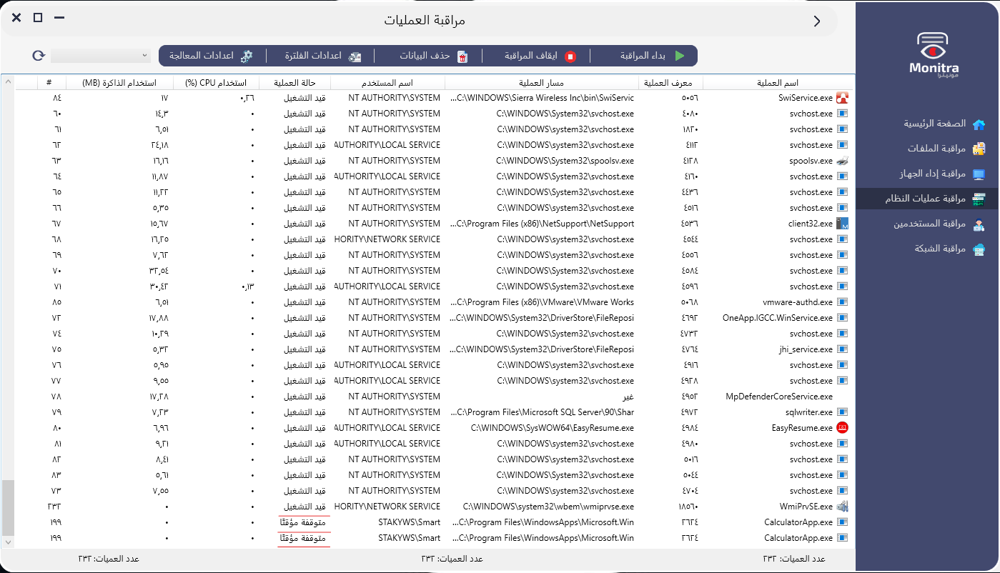 مراقبة العمليات
Monitra
مونيترا
الصفحة الرئيسية
مراقبة الملفات
مراقبة إداء الجهاز
مراقبة عمليات النظام
مراقبة المستخدمين
مراقبة الشبكة
بداء المراقبة ايقاف المراقبة حذف البيانات اعدادات الفلترة اعدادات المعالجة
اسم العملية معرف العملية مسار العملية اسم المستخدم حالة العملية استخدام CPU (%) استخدام الذاكرة (MB) #
SwiService.exe ٥٠٥٦ C:\WINDOWS\Sierra Wireless Inc\bin\SwiServic... NT AUTHORITY\SYSTEM قيد التشغيل ٠,٢٦ ١٧ ٨٤
svchost.exe ٤٠٨٠ C:\WINDOWS\System32\svchost.exe NT AUTHORITY\SYSTEM قيد التشغيل ٠ ١٤,٣ ٦٠
svchost.exe ١٨٢٠ C:\WINDOWS\system32\svchost.exe NT AUTHORITY\SYSTEM قيد التشغيل ٠ ٦,٥١ ٦١
svchost.exe ٤١١٢ C:\WINDOWS\system32\svchost.exe AUTHORITY\LOCAL SERVICE قيد التشغيل ٠ ٢٤,١٨ ٦٢
spoolsv.exe ٤١٢٨ C:\WINDOWS\System32\spoolsv.exe NT AUTHORITY\SYSTEM قيد التشغيل ٠ ١٦,١٦ ٦٣
svchost.exe ٤١٦٠ C:\WINDOWS\system32\svchost.exe AUTHORITY\LOCAL SERVICE قيد التشغيل ٠ ١١,٨٧ ٦٤
svchost.exe ٤٤٣٦ C:\WINDOWS\System32\svchost.exe NT AUTHORITY\SYSTEM قيد التشغيل ٠ ١١,٢٢ ٦٥
svchost.exe ٤٥١٦ C:\WINDOWS\System32\svchost.exe NT AUTHORITY\SYSTEM قيد التشغيل ٠ ٥,٣٥ ٦٦
client32.exe ٤٥٣٦ C:\Program Files (x86)\NetSupport\NetSupport... NT AUTHORITY\SYSTEM قيد التشغيل ٠ ١٥,٦٧ ٦٧
svchost.exe ٤٥٤٤ C:\WINDOWS\System32\svchost.exe HORITY\NETWORK SERVICE قيد التشغيل ٠ ١٦,٢٥ ٦٨
svchost.exe ٤٥٥٦ C:\WINDOWS\System32\svchost.exe NT AUTHORITY\SYSTEM قيد التشغيل ٠ ٧,٦٢ ٦٩
svchost.exe ٤٥٨٤ C:\WINDOWS\System32\svchost.exe NT AUTHORITY\SYSTEM قيد التشغيل ٠ ٣٢,٥٤ ٧٠
svchost.exe ٤٥٩٦ C:\WINDOWS\System32\svchost.exe AUTHORITY\LOCAL SERVICE قيد التشغيل ٠,١٣ ٣٠,٤٢ ٧١
vmware-authd.exe ٥٠٦٨ C:\Program Files (x86)\VMware\VMware Works... NT AUTHORITY\SYSTEM قيد التشغيل ٠ ٦,٥١ ٨٥
OneApp.IGCC.WinService.exe ٤٦٩٢ C:\WINDOWS\System32\DriverStore\FileReposi... NT AUTHORITY\SYSTEM قيد التشغيل ٠ ١٧,٨٨ ٧٢
svchost.exe ٤٧٣٢ C:\WINDOWS\System32\svchost.exe NT AUTHORITY\SYSTEM قيد التشغيل ٠ ١٠,٢٩ ٧٤
jhi_service.exe ٤٧٦٤ C:\WINDOWS\System32\DriverStore\FileReposi... NT AUTHORITY\SYSTEM قيد التشغيل ٠ ٥,٣٢ ٧٥
svchost.exe ٤٩١٦ C:\WINDOWS\system32\svchost.exe AUTHORITY\LOCAL SERVICE قيد التشغيل ٠ ٥,٩٥ ٧٦
svchost.exe ٤٩٢٨ C:\WINDOWS\system32\svchost.exe AUTHORITY\LOCAL SERVICE قيد التشغيل ٠ ٩,٥٥ ٧٧
MpDefenderCoreService.exe ٤٩٥٢ غير NT AUTHORITY\SYSTEM قيد التشغيل ٠ ١٧,٢٨ ٧٨
sqlwriter.exe ٤٩٧٢ C:\Program Files\Microsoft SQL Server\90\Shar... NT AUTHORITY\SYSTEM قيد التشغيل ٠ ٧,٢٣ ٧٩
EasyResume.exe ٤٩٨٤ C:\WINDOWS\SysWOW64\EasyResume.exe AUTHORITY\LOCAL SERVICE قيد التشغيل ٠ ٦,٩٦ ٨٠
svchost.exe ٤٩٨٠ C:\WINDOWS\system32\svchost.exe AUTHORITY\LOCAL SERVICE قيد التشغيل ٠ ٩,٢١ ٨١
svchost.exe ٥٠١٦ C:\WINDOWS\system32\svchost.exe NT AUTHORITY\SYSTEM قيد التشغيل ٠ ٨,٤١ ٨٢
svchost.exe ٥٠٤٤ C:\WINDOWS\System32\svchost.exe NT AUTHORITY\SYSTEM قيد التشغيل ٠ ٥,٦١ ٨٣
svchost.exe ٤٧٠٤ C:\WINDOWS\system32\svchost.exe NT AUTHORITY\SYSTEM قيد التشغيل ٠ ٧,٥٥ ٧٣
WmiPrvSE.exe ١٨٥٦٠ C:\WINDOWS\system32\wbem\wmiprvse.exe HORITY\NETWORK SERVICE قيد التشغيل ٠ ٠ ٢٣٢
CalculatorApp.exe ٢٦٢٤ C:\Program Files\WindowsApps\Microsoft.Win... STAKYWS\Smart متوقفة مؤقتًا ٠ ٠ ١٩٩
CalculatorApp.exe ٢٦٢٤ C:\Program Files\WindowsApps\Microsoft.Win... STAKYWS\Smart متوقفة مؤقتًا ٠ ٠ ١٩٩
عدد العميات: ٢٣٢ عدد العميات: ٢٣٢ عدد العميات: ٢٣٢